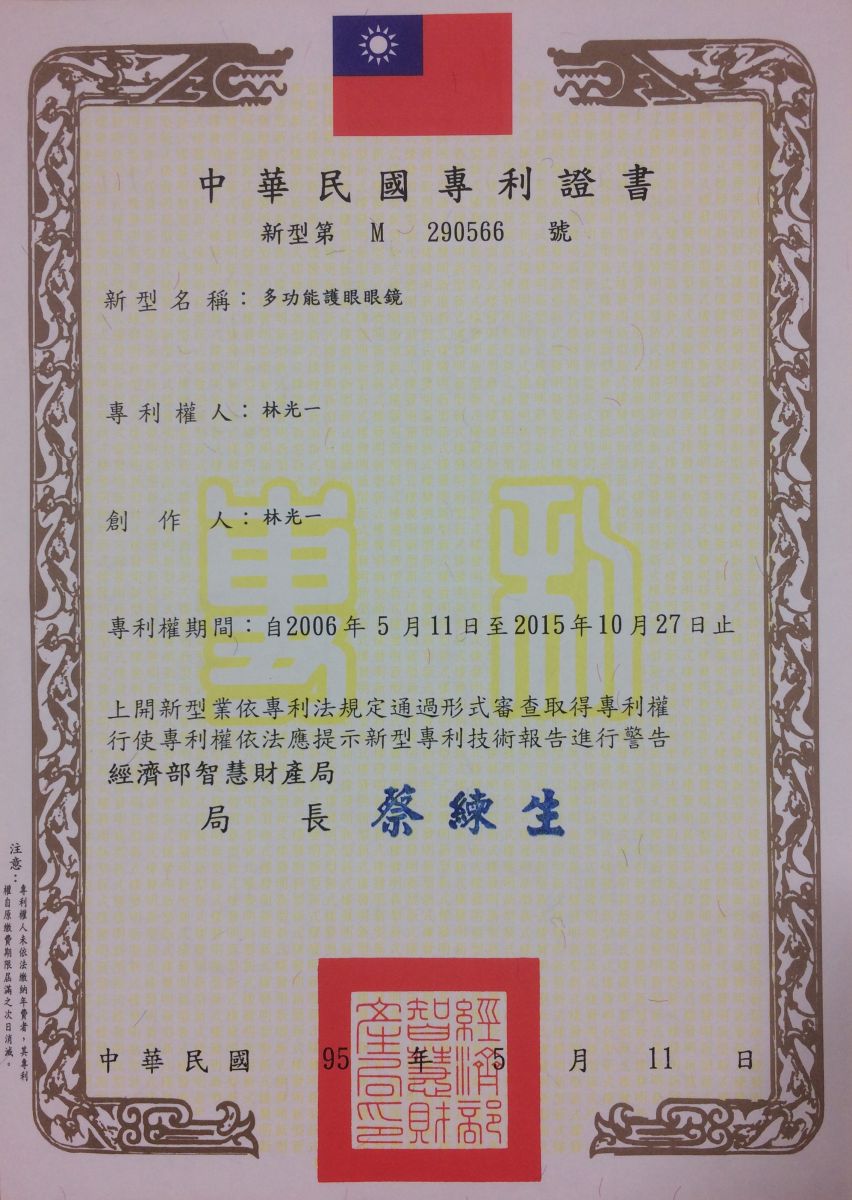 中華民國專利證書
新型第 M 290566 號
新型名稱：多功能護眼眼鏡
專利權人：林光一
創作人：林光一
專利權期間：自2006年5月11日至2015年10月27日止
上開新型業依專利法規定通過形式審查取得專利權
行使專利權依法應提示新型專利技術報告進行警告
經濟部智慧財產局
局長 蔡練生
專利
經濟部
智慧財
產局印
中華民國 95 年 5 月 11 日
注意：
專利權人未依法繳納年費者，其專利
權自原繳費期限屆滿之次日消滅。